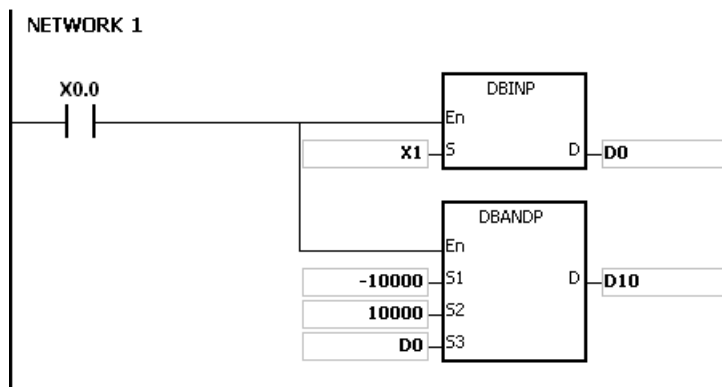 NETWORK 1
X0.0
DBINP
En
X1 S D D0
DBANDP
En
-10000 S1 D D10
10000 S2
D0 S3